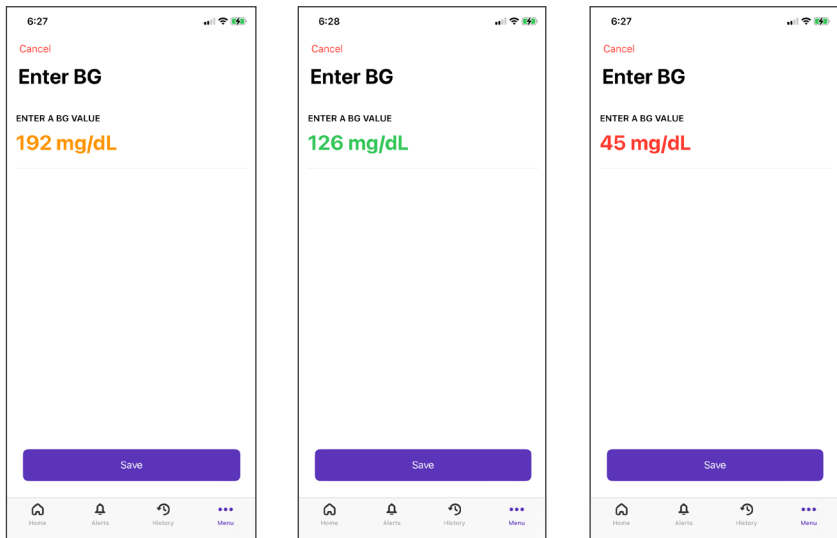 6:27
Cancel
Enter BG
ENTER A BG VALUE
192 mg/dL
Save
Home Alerts History Menu
6:28
Cancel
Enter BG
ENTER A BG VALUE
126 mg/dL
Save
Home Alerts History Menu
6:27
Cancel
Enter BG
ENTER A BG VALUE
45 mg/dL
Save
Home Alerts History Menu